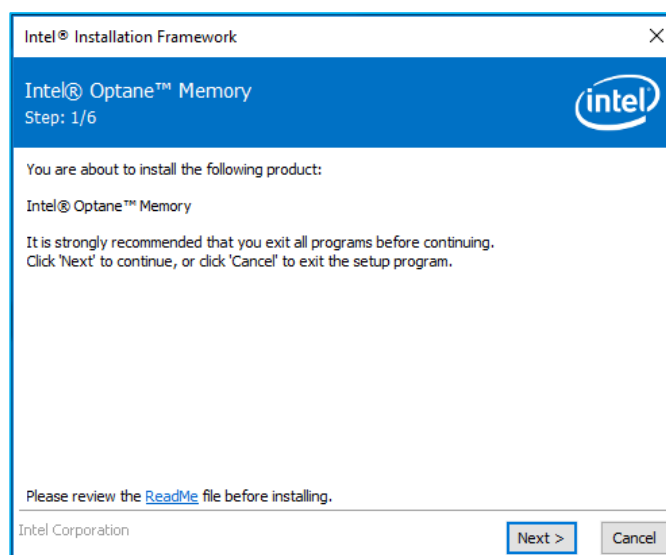 Intel® Installation Framework
Intel® Optane™ Memory
Step: 1/6
intel
You are about to install the following product:
Intel® Optane™ Memory
It is strongly recommended that you exit all programs before continuing.
Click 'Next' to continue, or click 'Cancel' to exit the setup program.
Please review the ReadMe file before installing.
Intel Corporation
Next >
Cancel